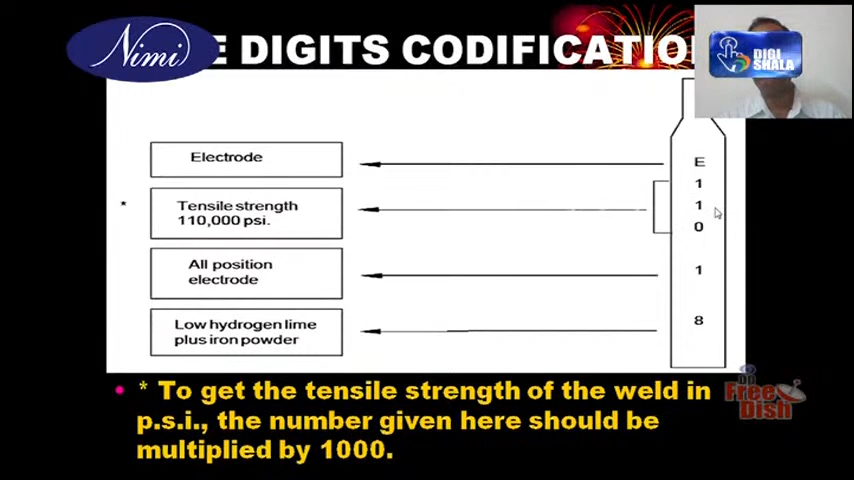 Nimi
E DIGITS CODIFICATIO
DIGI
SHALA
Electrode
E
*
Tensile strength
110,000 psi.
1
1
0
All position
electrode
1
Low hydrogen lime
plus iron powder
8
• * To get the tensile strength of the weld in
p.s.i., the number given here should be
multiplied by 1000.
Free
Dish